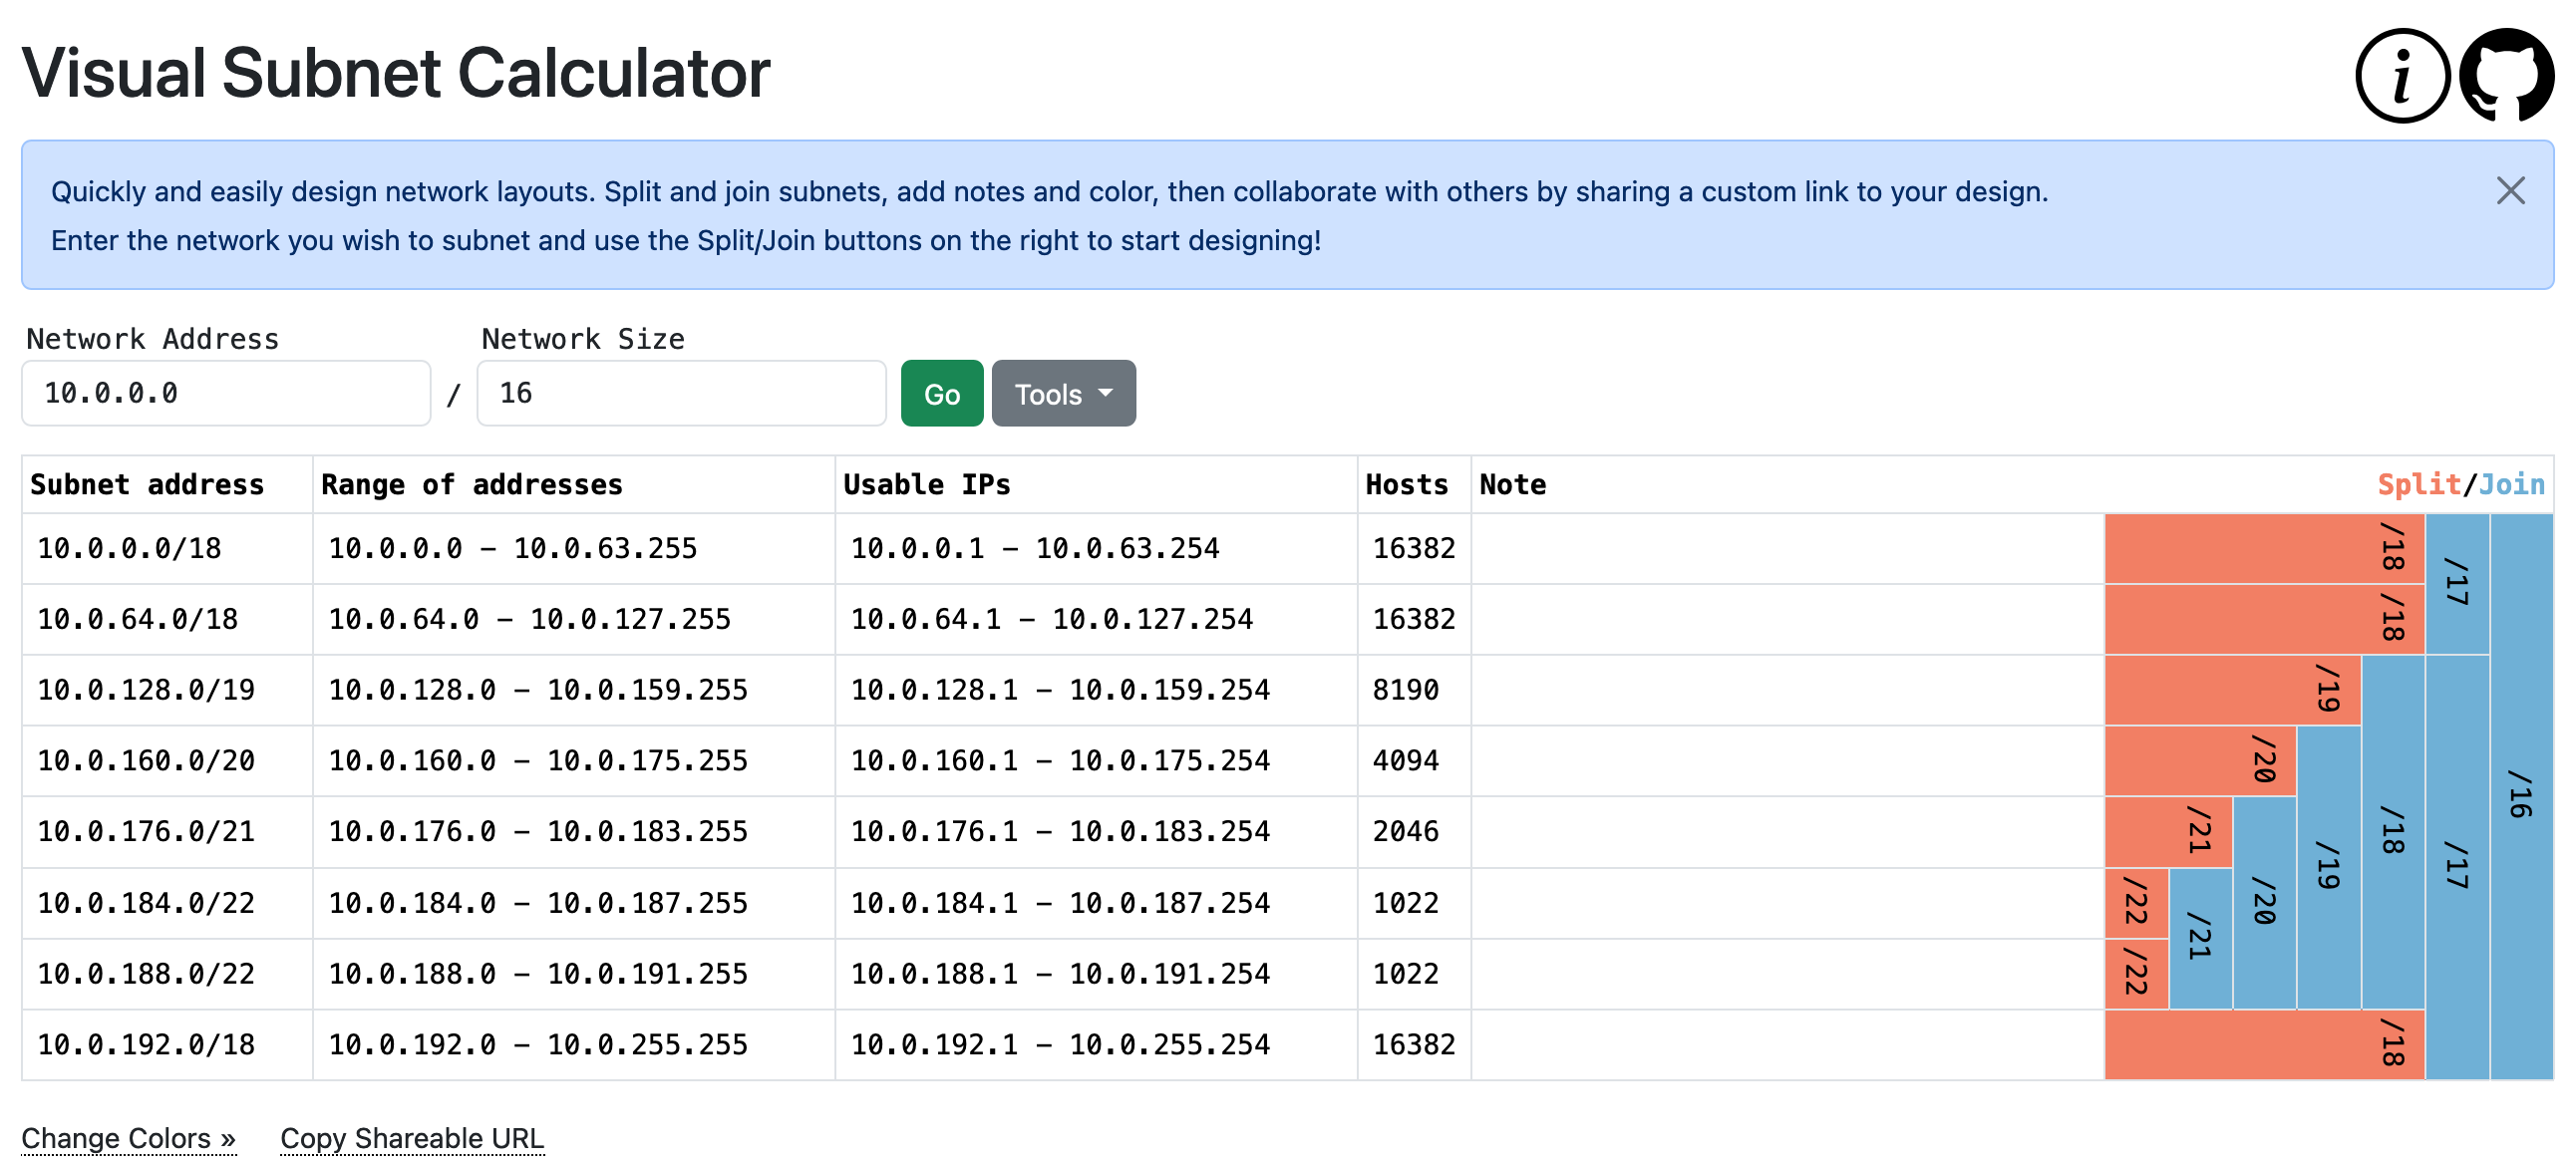 Visual Subnet Calculator
i
Quickly and easily design network layouts. Split and join subnets, add notes and color, then collaborate with others by sharing a custom link to your design.
Enter the network you wish to subnet and use the Split/Join buttons on the right to start designing!
Network Address Network Size
10.0.0.0 / 16 Go Tools
Subnet address Range of addresses Usable IPs Hosts Note Split/Join
10.0.0.0/18 10.0.0.0 – 10.0.63.255 10.0.0.1 – 10.0.63.254 16382 /18 /17 /16
10.0.64.0/18 10.0.64.0 – 10.0.127.255 10.0.64.1 – 10.0.127.254 16382 /18
10.0.128.0/19 10.0.128.0 – 10.0.159.255 10.0.128.1 – 10.0.159.254 8190 /19 /18 /17
10.0.160.0/20 10.0.160.0 – 10.0.175.255 10.0.160.1 – 10.0.175.254 4094 /20 /19
10.0.176.0/21 10.0.176.0 – 10.0.183.255 10.0.176.1 – 10.0.183.254 2046 /21 /20
10.0.184.0/22 10.0.184.0 – 10.0.187.255 10.0.184.1 – 10.0.187.254 1022 /22 /21
10.0.188.0/22 10.0.188.0 – 10.0.191.255 10.0.188.1 – 10.0.191.254 1022 /22
10.0.192.0/18 10.0.192.0 – 10.0.255.255 10.0.192.1 – 10.0.255.254 16382 /18
Change Colors » Copy Shareable URL